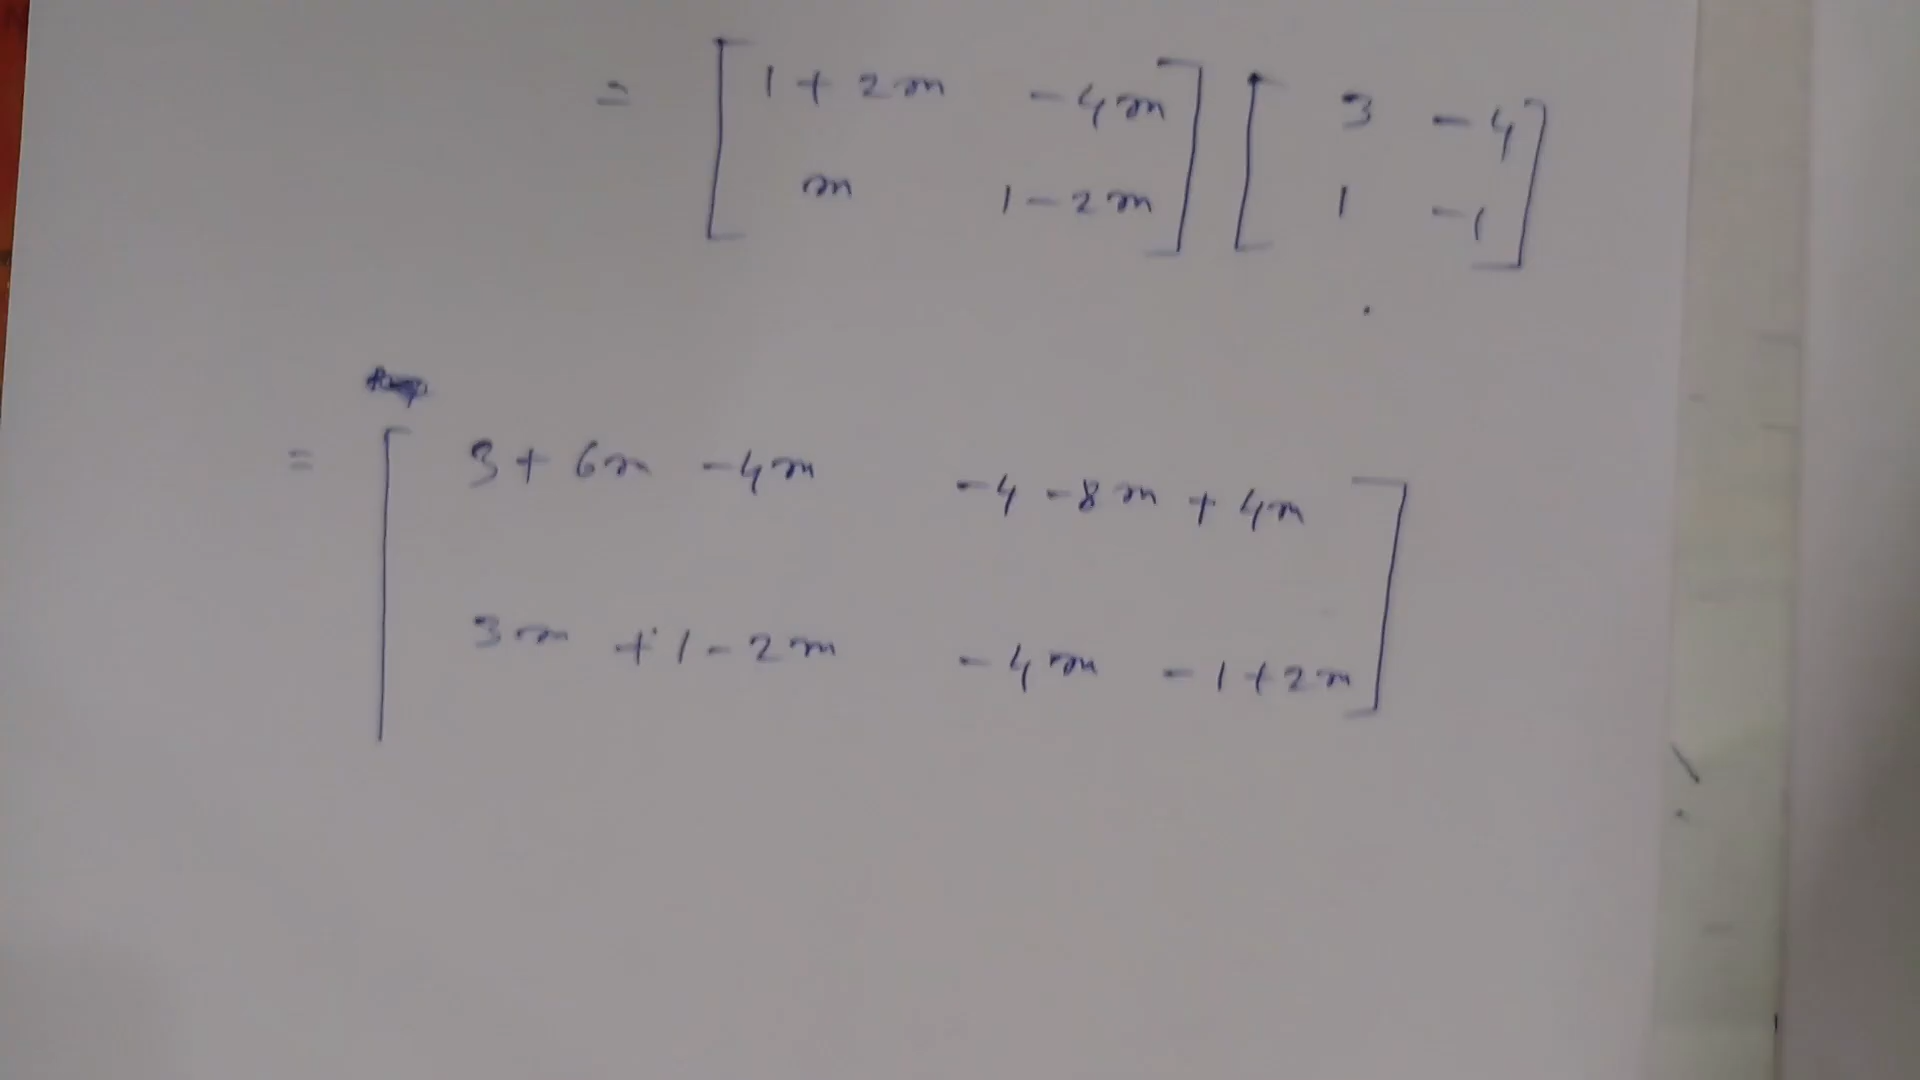 = [ 1 + 2m -4m ] [ 3 -4 ]
[ m 1-2m ] [ 1 -1 ]
= [ 3 + 6m -4m -4 -8m + 4m ]
[ 3m +1-2m -4m -1+2m ]